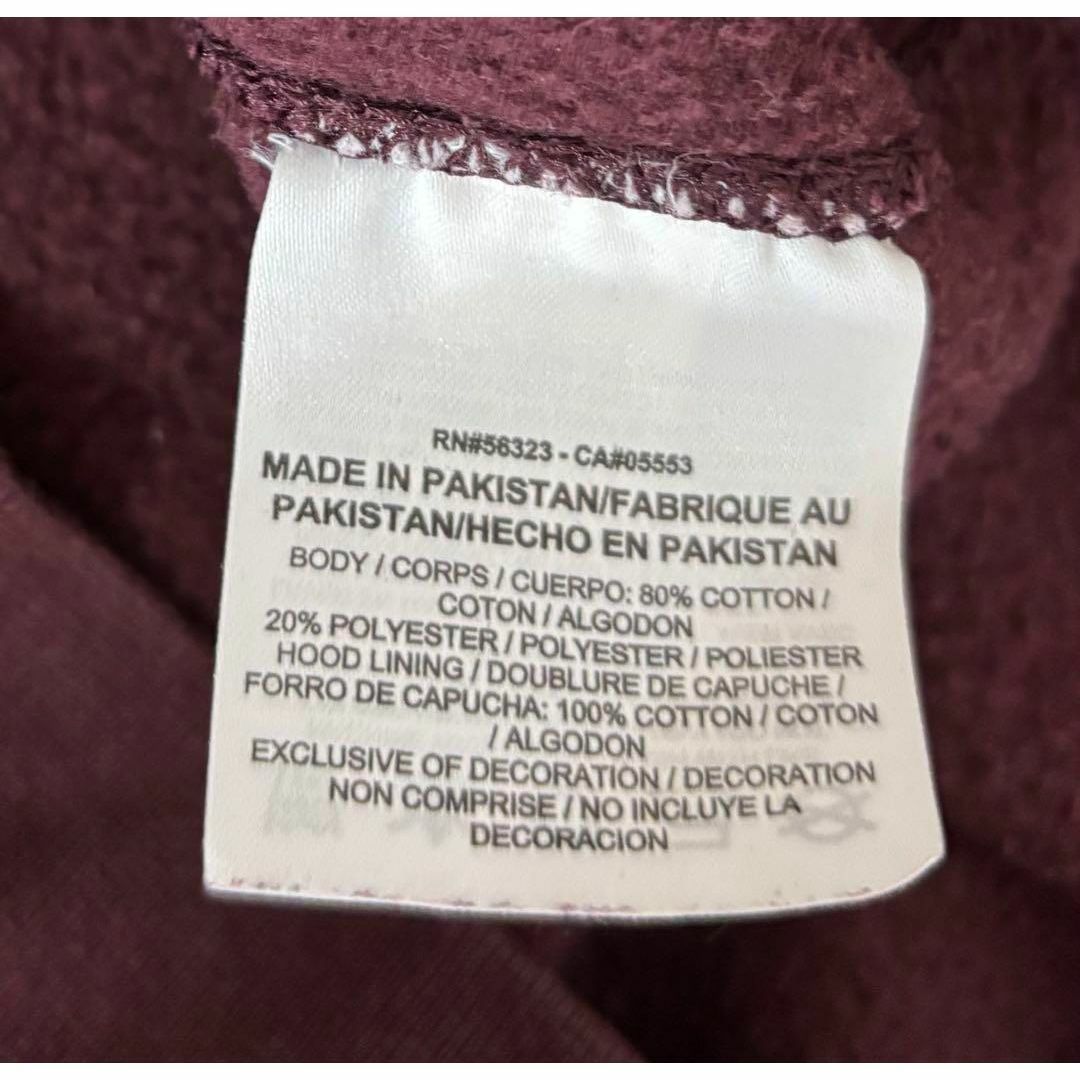 RN#56323 - CA#05553
MADE IN PAKISTAN/FABRIQUE AU
PAKISTAN/HECHO EN PAKISTAN
BODY / CORPS / CUERPO: 80% COTTON /
COTON / ALGODON
20% POLYESTER / POLYESTER / POLIESTER
HOOD LINING / DOUBLURE DE CAPUCHE /
FORRO DE CAPUCHA: 100% COTTON / COTON
/ ALGODON
EXCLUSIVE OF DECORATION / DECORATION
NON COMPRISE / NO INCLUYE LA
DECORACION